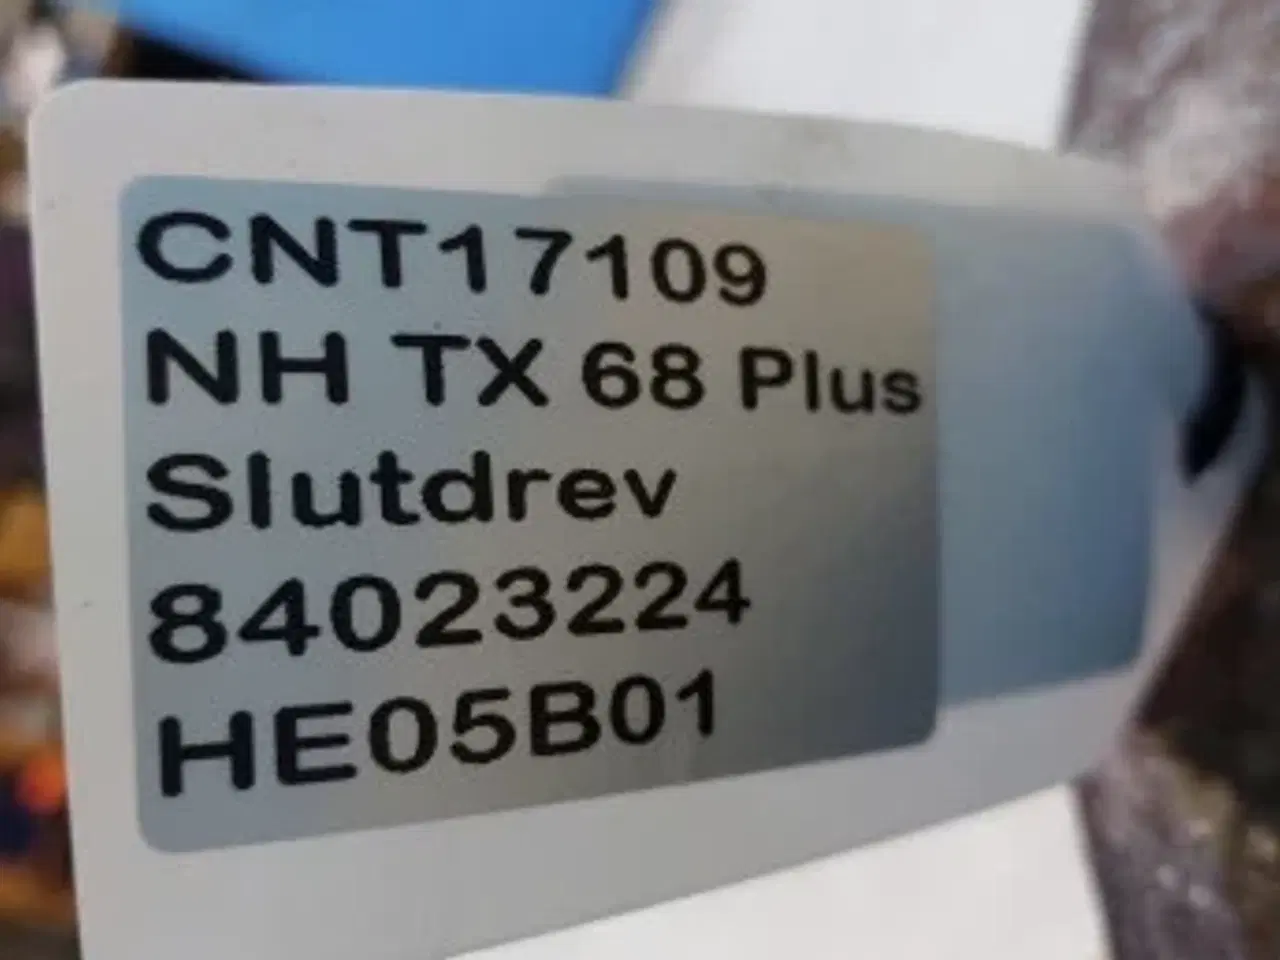 CNT17109
NH TX 68 Plus
Slutdrev
84023224
HE05B01